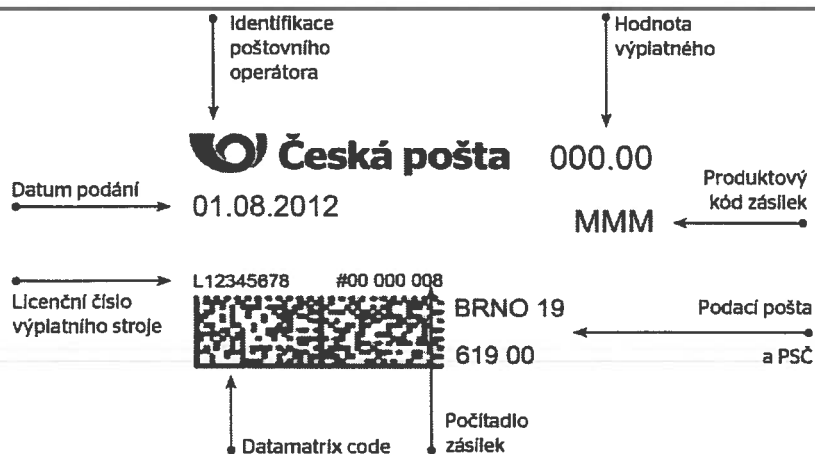 Identifikace
poštovního
operátora
Hodnota
výplatného
Česká pošta 000.00
Datum podání
01.08.2012
Produktový
kód zásilek
MMM
L12345678 #00 000 008
Licenční číslo
výplatního stroje
BRNO 19
Podací pošta
619 00
a PSČ
Datamatrix code
Počítadlo
zásilek